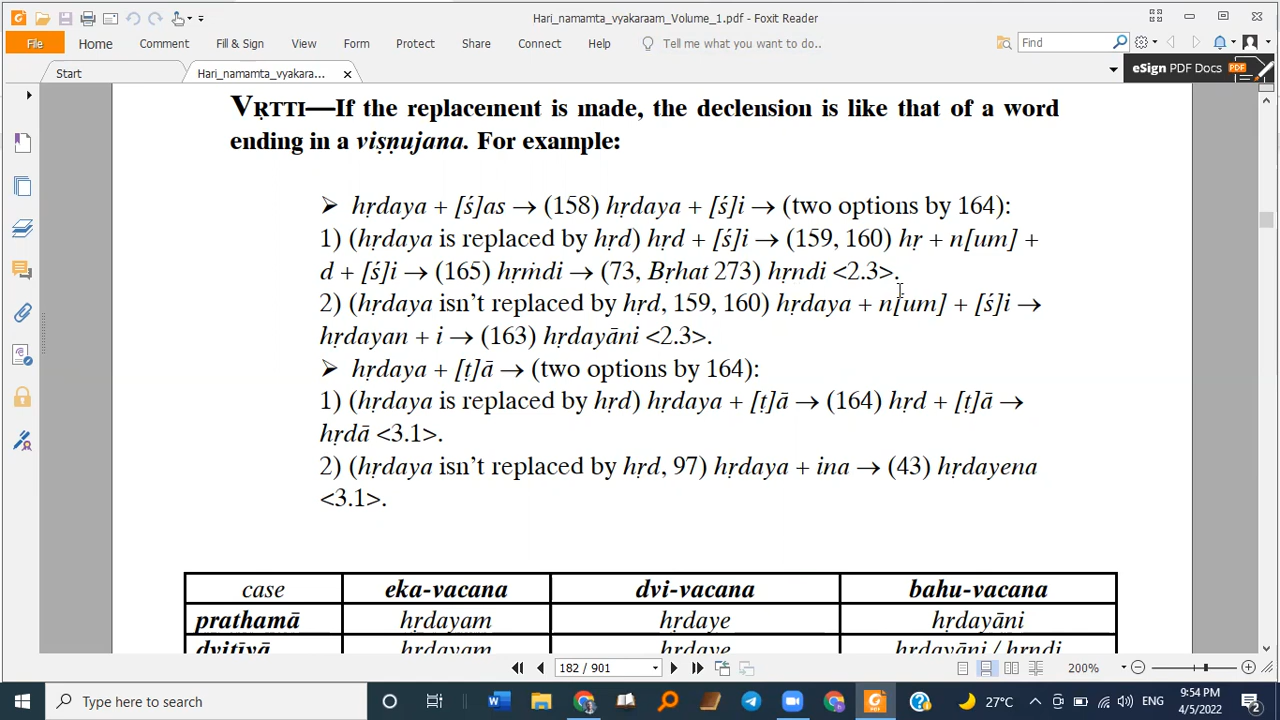 Hari_namamta_vyakaraam_Volume_1.pdf - Foxit Reader
File Home Comment Fill & Sign View Form Protect Share Connect Help Tell me what you want to do.. Find
Start Hari_namamta_vyakara... eSign PDF Docs
VṚTTI—If the replacement is made, the declension is like that of a word
ending in a viṣṇujana. For example:
➢ hṛdaya + [ś]as → (158) hṛdaya + [ś]i → (two options by 164):
1) (hṛdaya is replaced by hṛd) hṛd + [ś]i → (159, 160) hṛ + n[um] +
d + [ś]i → (165) hṛṁdi → (73, Bṛhat 273) hṛndi <2.3>.
2) (hṛdaya isn't replaced by hṛd, 159, 160) hṛdaya + n[um] + [ś]i →
hṛdayan + i → (163) hṛdayāni <2.3>.
➢ hṛdaya + [ṭ]ā → (two options by 164):
1) (hṛdaya is replaced by hṛd) hṛdaya + [ṭ]ā → (164) hṛd + [ṭ]ā →
hṛdā <3.1>.
2) (hṛdaya isn't replaced by hṛd, 97) hṛdaya + ina → (43) hṛdayena
<3.1>.
case eka-vacana dvi-vacana bahu-vacana
prathamā hṛdayam hṛdaye hṛdayāni
dvitīyā hṛdayam hṛdaye hṛdayāni / hṛndi
182 / 901 200%
Type here to search 27°C ENG 9:54 PM
4/5/2022 2